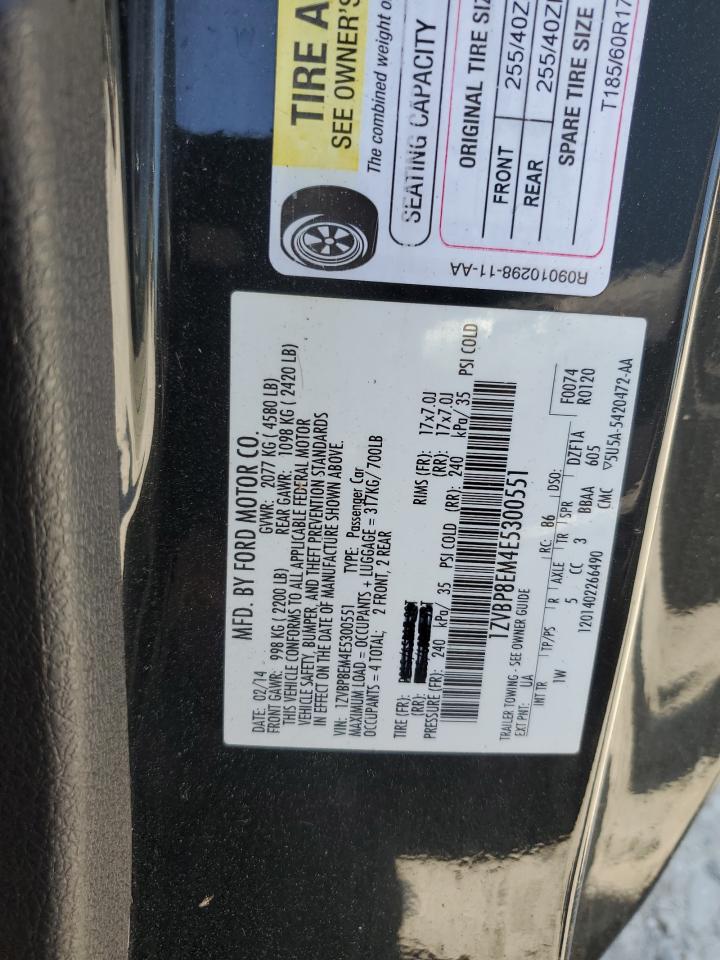 TIRE A
SEE OWNER'S
The combined weight o
SEATING CAPACITY
ORIGINAL TIRE SIZ
FRONT 255/40Z
REAR 255/40Z
SPARE TIRE SIZE
T185/60R17
R09010298-11-AA
MFD. BY FORD MOTOR CO.
DATE: 02/14 GVWR: 2077 KG ( 4580 LB)
FRONT GAWR: 998 KG ( 2200 LB) REAR GAWR: 1098 KG ( 2420 LB)
THIS VEHICLE CONFORMS TO ALL APPLICABLE FEDERAL MOTOR
VEHICLE SAFETY, BUMPER, AND THEFT PREVENTION STANDARDS
IN EFFECT ON THE DATE OF MANUFACTURE SHOWN ABOVE.
VIN: 1ZVBP8EM4E5300551 TYPE: Passenger Car
MAXIMUM LOAD = OCCUPANTS + LUGGAGE = 317KG/700LB
OCCUPANTS = 4 TOTAL: 2 FRONT, 2 REAR
TIRE (FR): RIMS (FR): 17x7.0J
(RR): (RR): 17x7.0J
PRESSURE (FR): 240 kPa/ 35 PSI COLD (RR): 240 kPa/ 35 PSI COLD
1ZVBP8EM4E5300551
TRAILER TOWING - SEE OWNER GUIDE
EXT PNT: UA RC: B6 DSO: F0074
INT TR TP/PS R AXLE TR SPR DZF1A R0120
1W 5 CC 3 BBAA 605
1201402266490 CMC ▽5U5A-5420472-AA